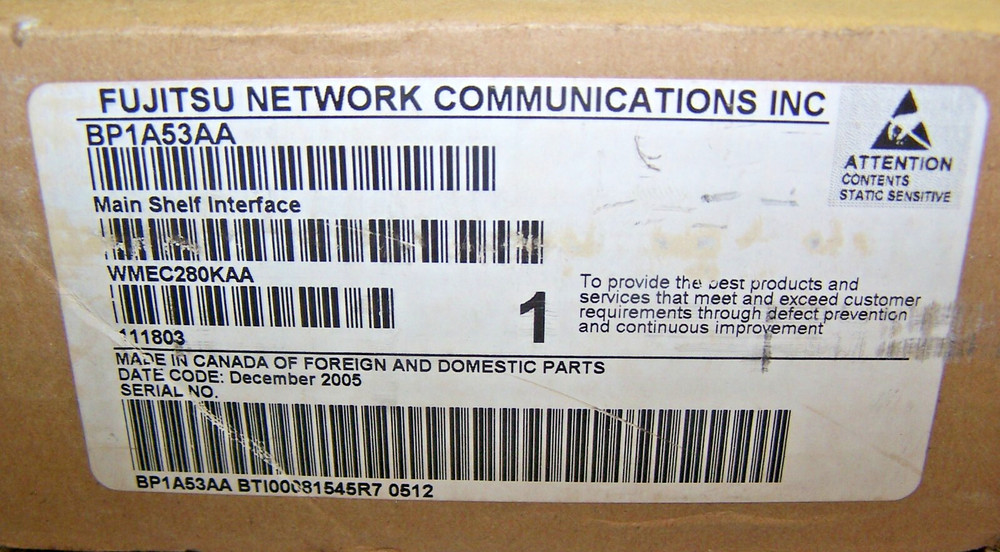 FUJITSU NETWORK COMMUNICATIONS INC
BP1A53AA
ATTENTION
CONTENTS
STATIC SENSITIVE
Main Shelf Interface
WMEC280KAA
111803
1
To provide the best products and
services that meet and exceed customer
requirements through defect prevention
and continuous improvement
MADE IN CANADA OF FOREIGN AND DOMESTIC PARTS
DATE CODE: December 2005
SERIAL NO.
BP1A53AA BTI00081545R7 0512